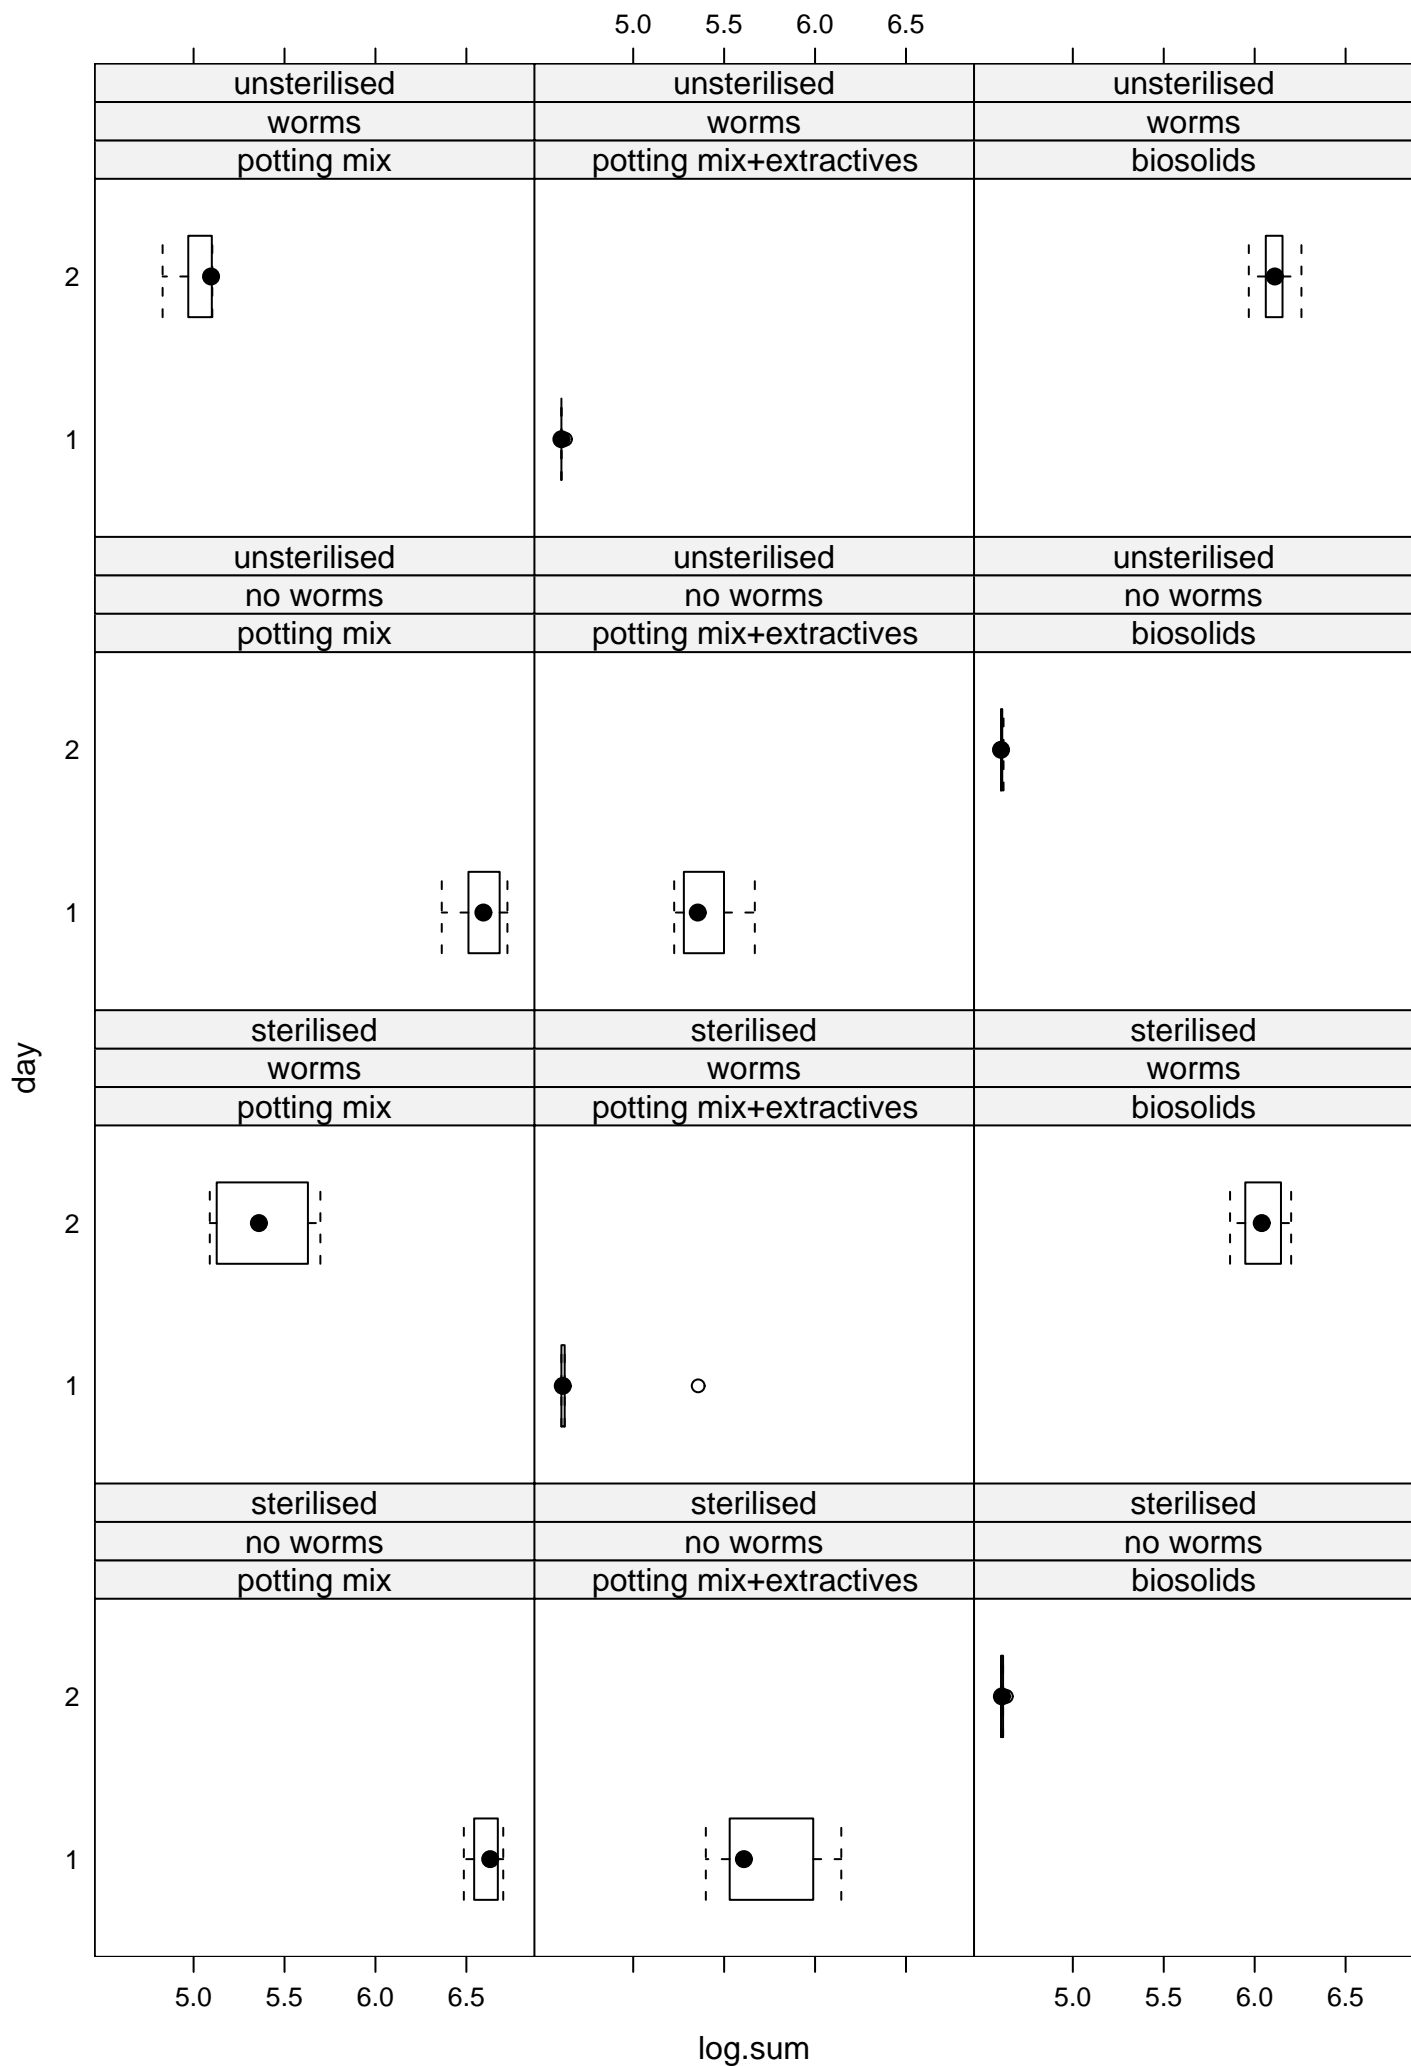 5.0 5.5 6.0 6.5
unsterilised unsterilised unsterilised
worms worms worms
potting mix potting mix+extractives biosolids
2
1
unsterilised unsterilised unsterilised
no worms no worms no worms
potting mix potting mix+extractives biosolids
2
1
sterilised sterilised sterilised
day
worms worms worms
potting mix potting mix+extractives biosolids
2
1
sterilised sterilised sterilised
no worms no worms no worms
potting mix potting mix+extractives biosolids
2
1
5.0 5.5 6.0 6.5 5.0 5.5 6.0 6.5
log.sum